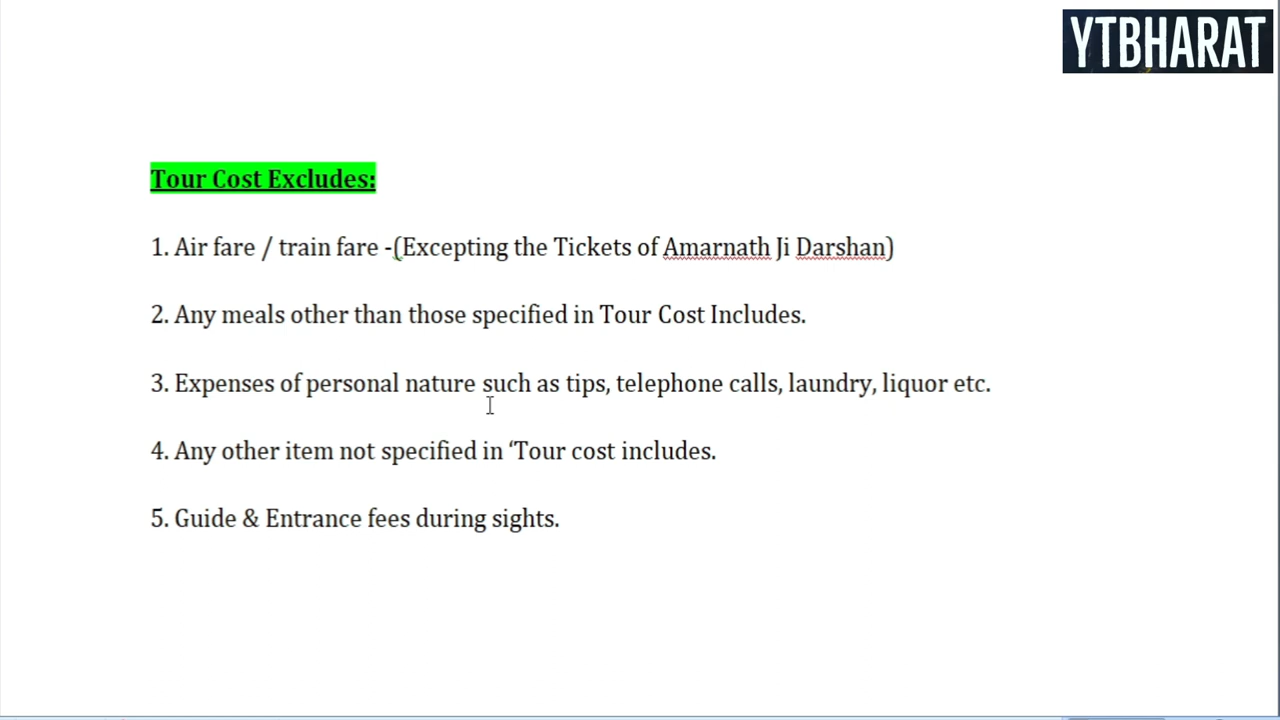 YTBHARAT
Tour Cost Excludes:
1. Air fare / train fare -(Excepting the Tickets of Amarnath Ji Darshan)
2. Any meals other than those specified in Tour Cost Includes.
3. Expenses of personal nature such as tips, telephone calls, laundry, liquor etc.
4. Any other item not specified in ‘Tour cost includes.
5. Guide & Entrance fees during sights.